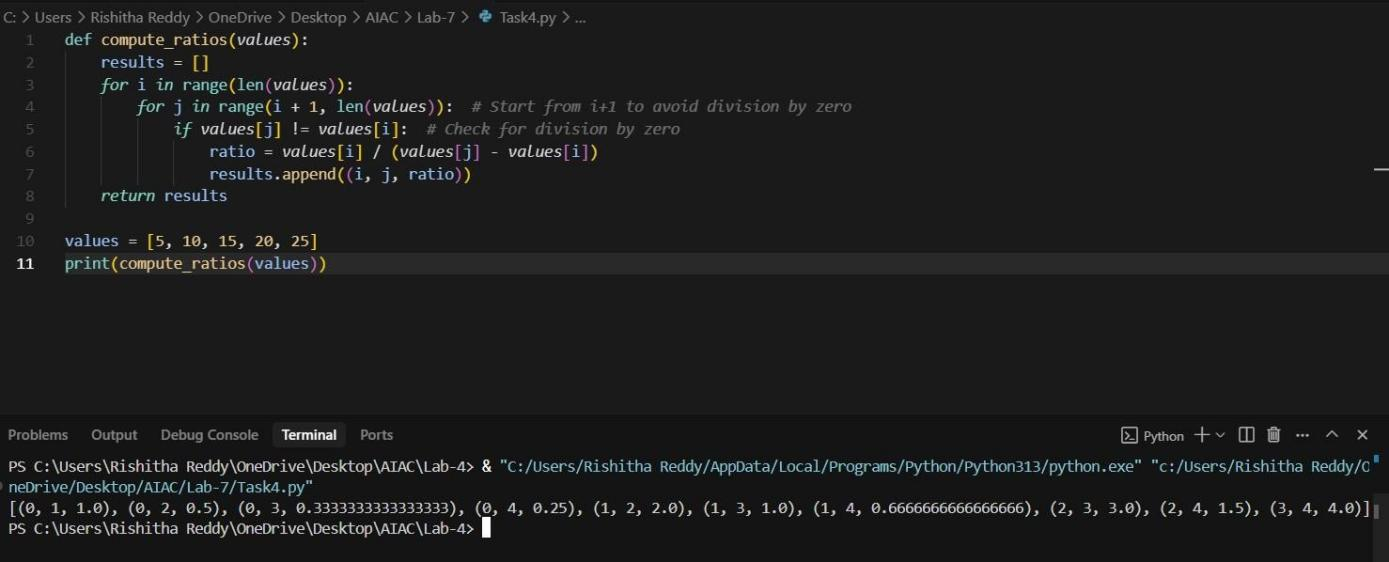 C: > Users > Rishitha Reddy > OneDrive > Desktop > AIAC > Lab-7 > Task4.py > ...
1 def compute_ratios(values):
2     results = []
3     for i in range(len(values)):
4         for j in range(i + 1, len(values)):  # Start from i+1 to avoid division by zero
5             if values[j] != values[i]:  # Check for division by zero
6                 ratio = values[i] / (values[j] - values[i])
7                 results.append((i, j, ratio))
8     return results
9
10 values = [5, 10, 15, 20, 25]
11 print(compute_ratios(values))
Problems Output Debug Console Terminal Ports Python
PS C:\Users\Rishitha Reddy\OneDrive\Desktop\AIAC\Lab-4> & "C:/Users/Rishitha Reddy/AppData/Local/Programs/Python/Python313/python.exe" "c:/Users/Rishitha Reddy/O
neDrive/Desktop/AIAC/Lab-7/Task4.py"
[(0, 1, 1.0), (0, 2, 0.5), (0, 3, 0.3333333333333333), (0, 4, 0.25), (1, 2, 2.0), (1, 3, 1.0), (1, 4, 0.6666666666666666), (2, 3, 3.0), (2, 4, 1.5), (3, 4, 4.0)]
PS C:\Users\Rishitha Reddy\OneDrive\Desktop\AIAC\Lab-4>